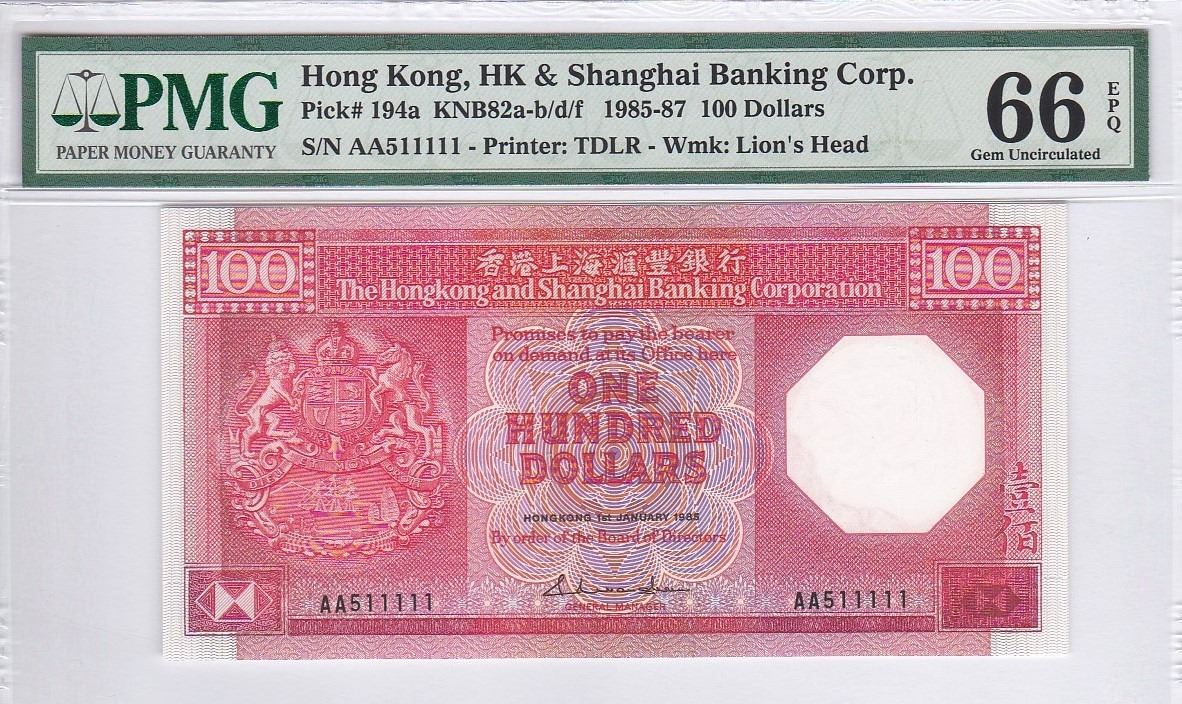 PMG
PAPER MONEY GUARANTY
Hong Kong, HK & Shanghai Banking Corp.
Pick# 194a KNB82a-b/d/f 1985-87 100 Dollars
S/N AA511111 - Printer: TDLR - Wmk: Lion's Head
66
EPQ
Gem Uncirculated
100
香港上海滙豐銀行
100
The Hongkong and Shanghai Banking Corporation
Promises to pay the bearer
on demand at its Office here
ONE
HUNDRED
DOLLARS
壹百
HONGKONG 1st JANUARY 1985
By order of the Board of Directors
GENERAL MANAGER
AA511111
AA511111